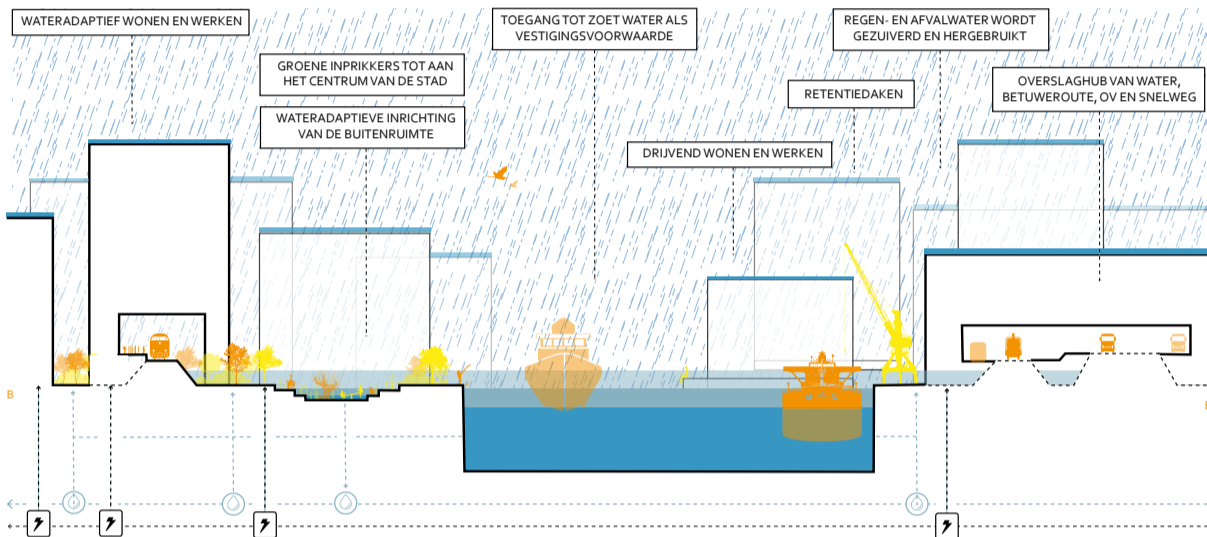 WATERADAPTIEF WONEN EN WERKEN
GROENE INPRIKKERS TOT AAN
HET CENTRUM VAN DE STAD
WATERADAPTIEVE INRICHTING
VAN DE BUITENRUIMTE
TOEGANG TOT ZOET WATER ALS
VESTIGINGSVOORWAARDE
DRIJVEND WONEN EN WERKEN
RETENTIEDAKEN
REGEN- EN AFVALWATER WORDT
GEZUIVERD EN HERGEBRUIKT
OVERSLAGHUB VAN WATER,
BETUWEROUTE, OV EN SNELWEG
B